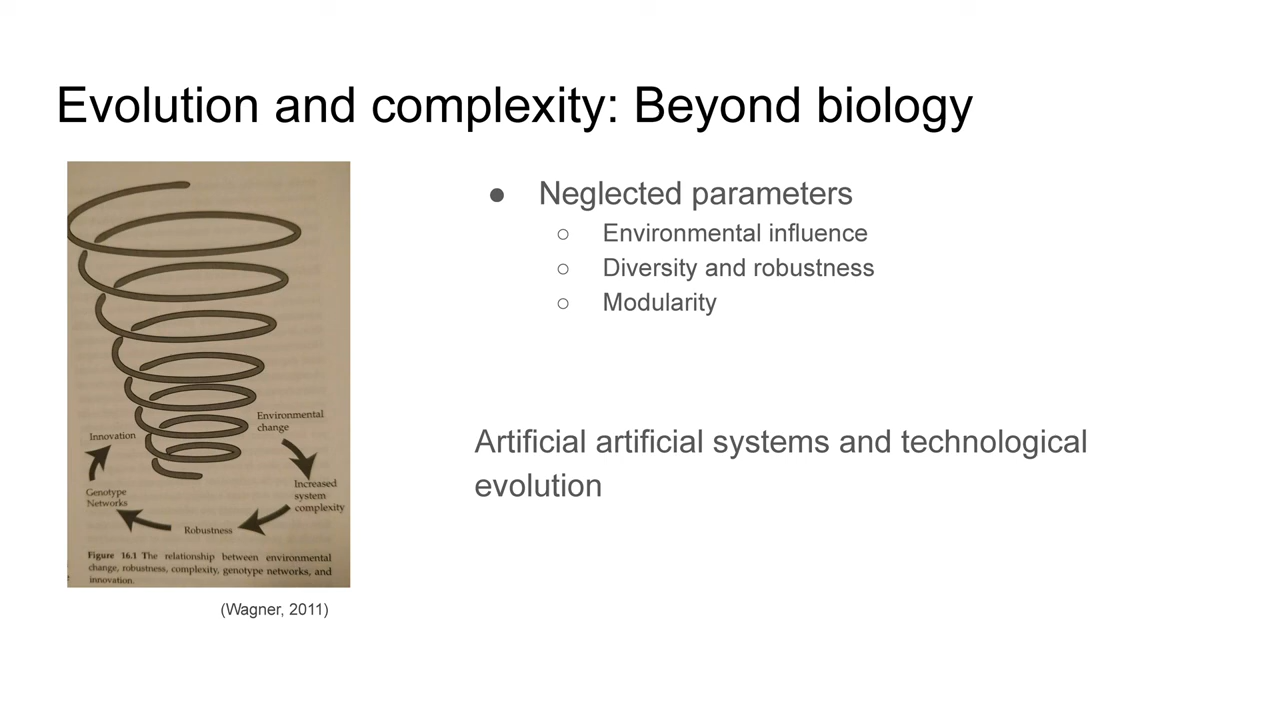 Evolution and complexity: Beyond biology
● Neglected parameters
○ Environmental influence
○ Diversity and robustness
○ Modularity
Artificial artificial systems and technological
evolution
Environmental
change
Innovation
Increased
system
complexity
Genotype
Networks
Robustness
Figure 16.1 The relationship between environmental
change, robustness, complexity, genotype networks, and
innovation.
(Wagner, 2011)